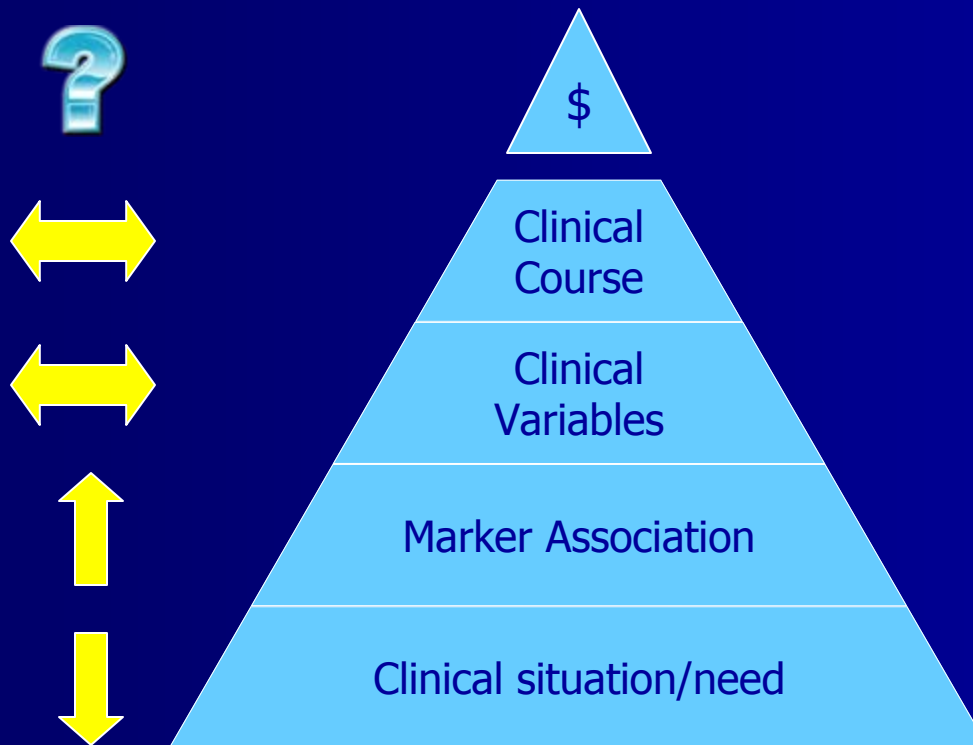 ?
$
Clinical
Course
Clinical
Variables
Marker Association
Clinical situation/need